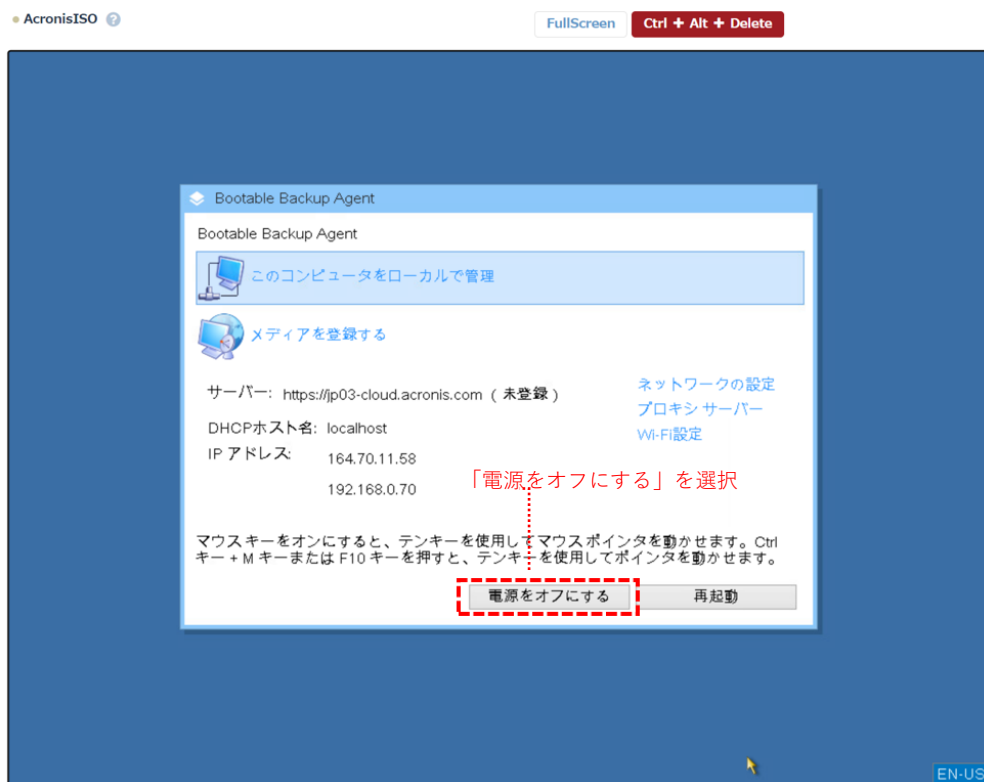 AcronisISO ?
FullScreen
Ctrl + Alt + Delete
Bootable Backup Agent
Bootable Backup Agent
このコンピュータをローカルで管理
メディアを登録する
サーバー: https://jp03-cloud.acronis.com ( 未登録 )
ネットワークの設定
プロキシ サーバー
Wi-Fi設定
DHCPホスト名: localhost
IP アドレス: 164.70.11.58
192.168.0.70
「電源をオフにする」を選択
マウス キーをオンにすると、テンキーを使用してマウス ポインタを動かせます。Ctrl
キー + M キーまたは F10 キーを押すと、テンキーを使用してポインタを動かせます。
電源をオフにする
再起動
EN-US